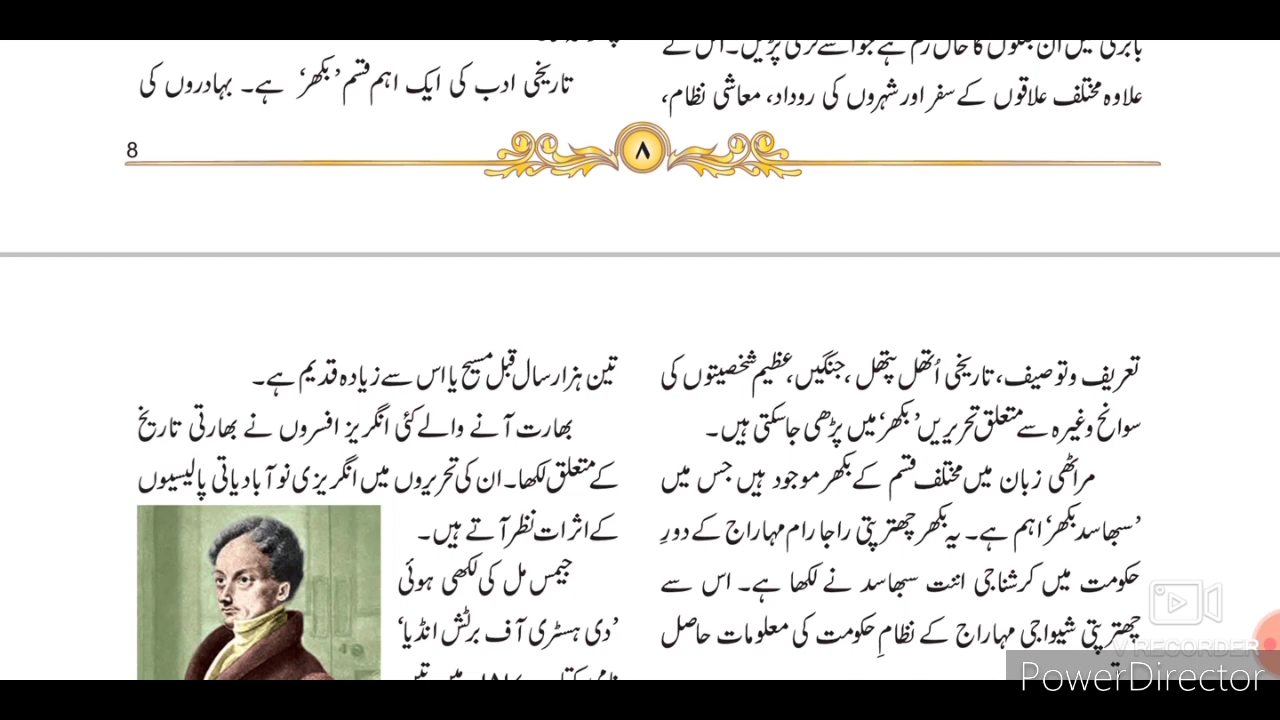 علاوہ مختلف علاقوں کے سفر اور شہروں کی روداد، معاشی نظام،
تاریخی ادب کی ایک اہم قسم ’بکھر‘ ہے۔ بہادروں کی
8
۸
تعریف و توصیف، تاریخی اُتھل پتھل، جنگیں، عظیم شخصیتوں کی
سوانح وغیرہ سے متعلق تحریریں ’بکھر‘ میں پڑھی جاسکتی ہیں۔
مراٹھی زبان میں مختلف قسم کے بکھر موجود ہیں جس میں
’سبھاسد بکھر‘ اہم ہے۔ یہ بکھر چھترپتی راجا رام مہاراج کے دورِ
حکومت میں کرشناجی اننت سبھاسد نے لکھا ہے۔ اس سے
چھترپتی شیواجی مہاراج کے نظامِ حکومت کی معلومات حاصل
تین ہزار سال قبل مسیح یا اس سے زیادہ قدیم ہے۔
بھارت آنے والے کئی انگریز افسروں نے بھارتی تاریخ
کے متعلق لکھا۔ ان کی تحریروں میں انگریزی نوآبادیاتی پالیسیوں
کے اثرات نظر آتے ہیں۔
جیمس مل کی لکھی ہوئی
’دی ہسٹری آف برٹش انڈیا‘
V RECORDER
PowerDirector